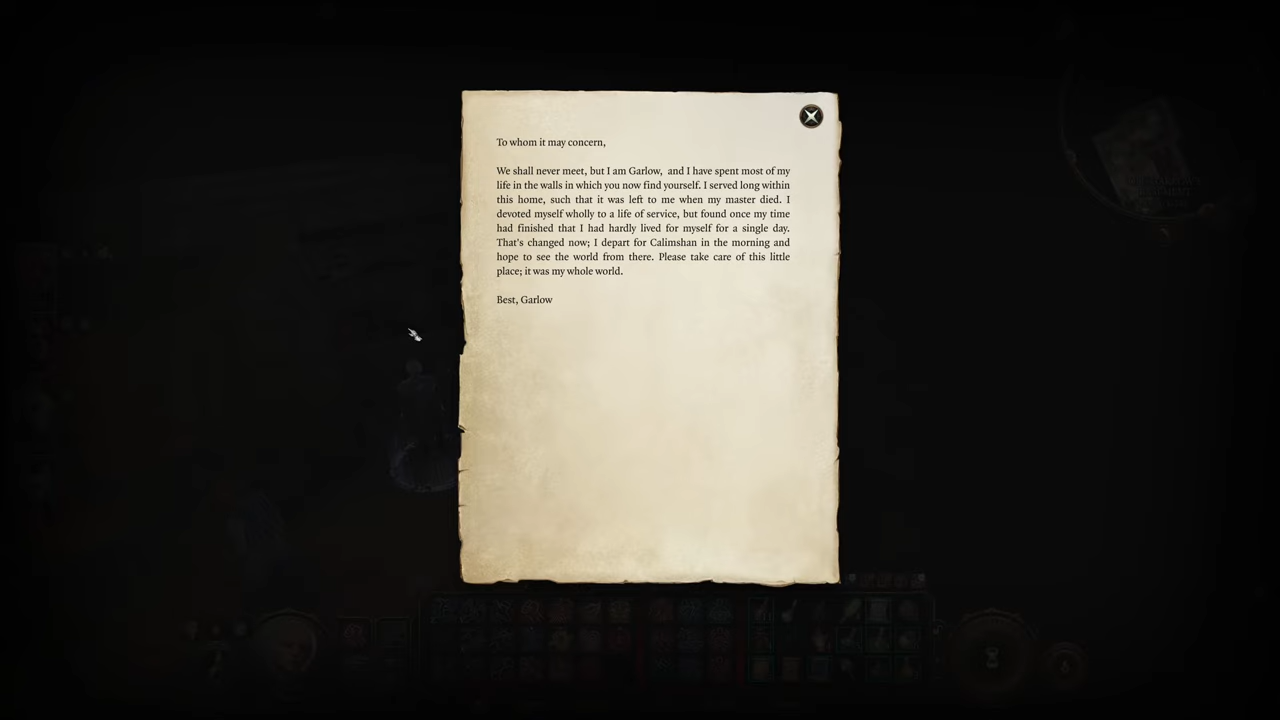 To whom it may concern,
We shall never meet, but I am Garlow, and I have spent most of my
life in the walls in which you now find yourself. I served long within
this home, such that it was left to me when my master died. I
devoted myself wholly to a life of service, but found once my time
had finished that I had hardly lived for myself for a single day.
That's changed now; I depart for Calimshan in the morning and
hope to see the world from there. Please take care of this little
place; it was my whole world.
Best, Garlow